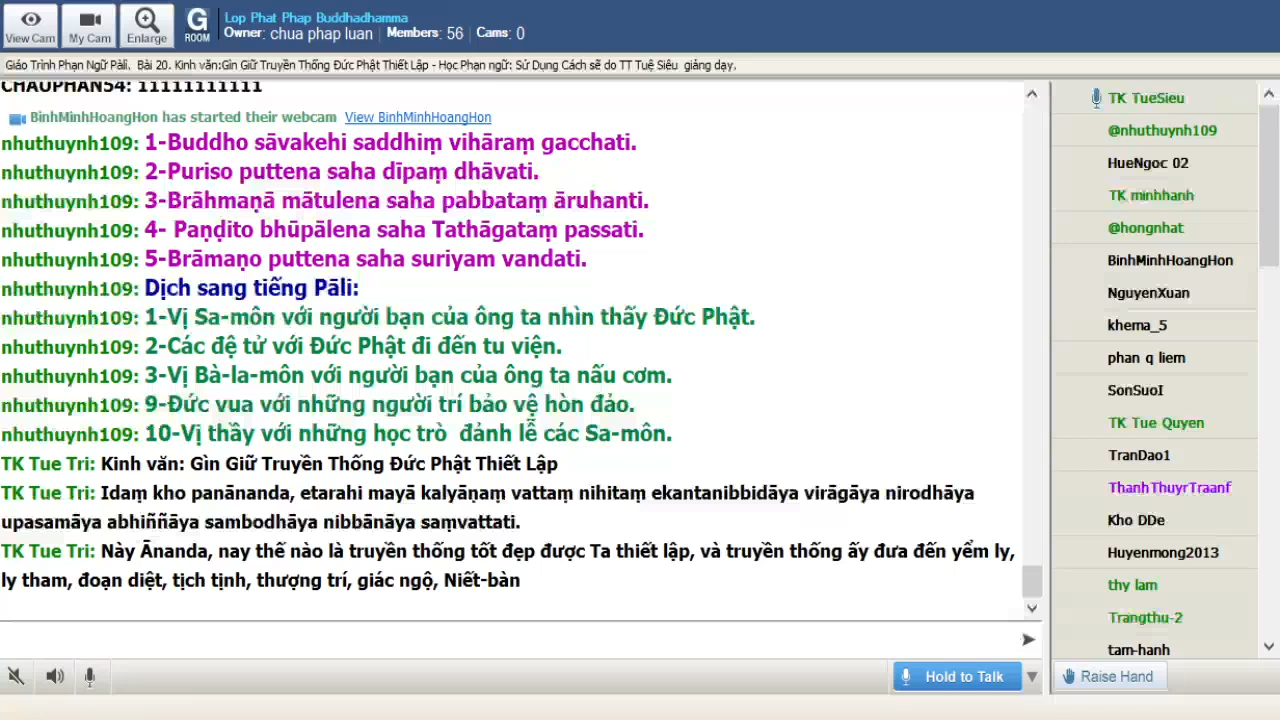 View Cam
My Cam
Enlarge
G
ROOM
Lop Phat Phap Buddhadhamma
Owner: chua phap luan Members: 56 Cams: 0
Giáo Trình Phạn Ngữ Pāli, Bài 20. Kinh văn:Gìn Giữ Truyền Thống Đức Phật Thiết Lập - Học Phạn ngữ: Sử Dụng Cách sẽ do TT Tuệ Siêu giảng dạy.
CHAUPHAN54: 11111111111
BinhMinhHoangHon has started their webcam View BinhMinhHoangHon
nhuthuynh109: 1-Buddho sāvakehi saddhiṃ vihāraṃ gacchati.
nhuthuynh109: 2-Puriso puttena saha dīpaṃ dhāvati.
nhuthuynh109: 3-Brāhmaṇā mātulena saha pabbataṃ āruhanti.
nhuthuynh109: 4- Paṇḍito bhūpālena saha Tathāgataṃ passati.
nhuthuynh109: 5-Brāmaṇo puttena saha suriyam vandati.
nhuthuynh109: Dịch sang tiếng Pāli:
nhuthuynh109: 1-Vị Sa-môn với người bạn của ông ta nhìn thấy Đức Phật.
nhuthuynh109: 2-Các đệ tử với Đức Phật đi đến tu viện.
nhuthuynh109: 3-Vị Bà-la-môn với người bạn của ông ta nấu cơm.
nhuthuynh109: 9-Đức vua với những người trí bảo vệ hòn đảo.
nhuthuynh109: 10-Vị thầy với những học trò đảnh lễ các Sa-môn.
TK Tue Tri: Kinh văn: Gìn Giữ Truyền Thống Đức Phật Thiết Lập
TK Tue Tri: Idaṃ kho panānanda, etarahi mayā kalyāṇaṃ vattaṃ nihitaṃ ekantanibbidāya virāgāya nirodhāya
upasamāya abhiññāya sambodhāya nibbānāya saṃvattati.
TK Tue Tri: Này Ānanda, nay thế nào là truyền thống tốt đẹp được Ta thiết lập, và truyền thống ấy đưa đến yểm ly,
ly tham, đoạn diệt, tịch tịnh, thượng trí, giác ngộ, Niết-bàn
Hold to Talk
TK TueSieu
@nhuthuynh109
HueNgoc 02
TK minhhanh
@hongnhat
BinhMinhHoangHon
NguyenXuan
khema_5
phan q liem
SonSuoI
TK Tue Quyen
TranDao1
ThanhThuyrTraanf
Kho DDe
Huyenmong2013
thy lam
Trangthu-2
tam-hanh
Raise Hand